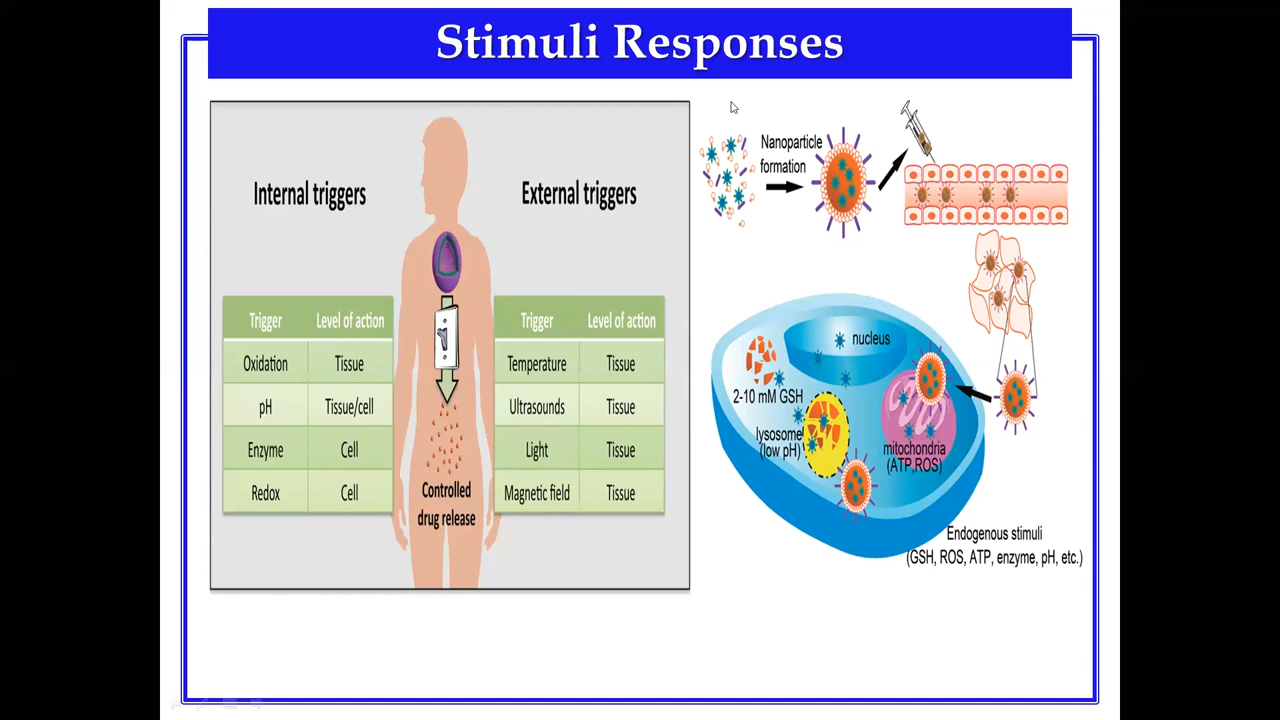 Stimuli Responses
Internal triggers
External triggers
Trigger Level of action
Oxidation Tissue
pH Tissue/cell
Enzyme Cell
Redox Cell
Trigger Level of action
Temperature Tissue
Ultrasounds Tissue
Light Tissue
Magnetic field Tissue
Controlled
drug release
Nanoparticle
formation
nucleus
2-10 mM GSH
lysosome
(low pH)
mitochondria
(ATP,ROS)
Endogenous stimuli
(GSH, ROS, ATP, enzyme, pH, etc.)